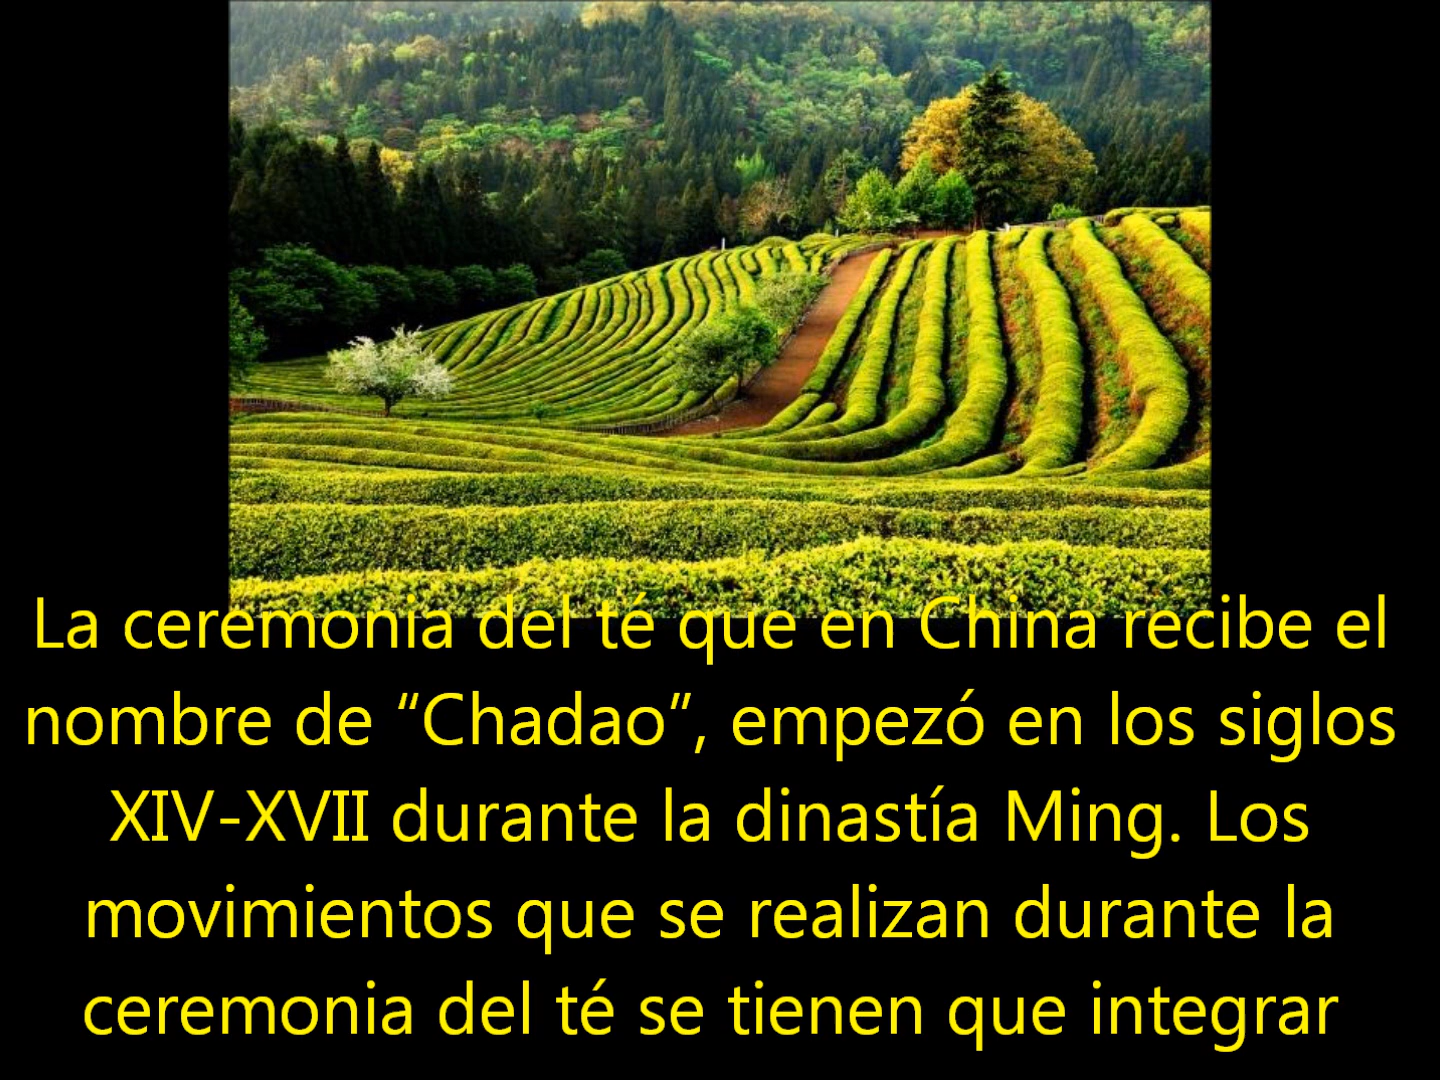 La ceremonia del té que en China recibe el
nombre de “Chadao”, empezó en los siglos
XIV-XVII durante la dinastía Ming. Los
movimientos que se realizan durante la
ceremonia del té se tienen que integrar